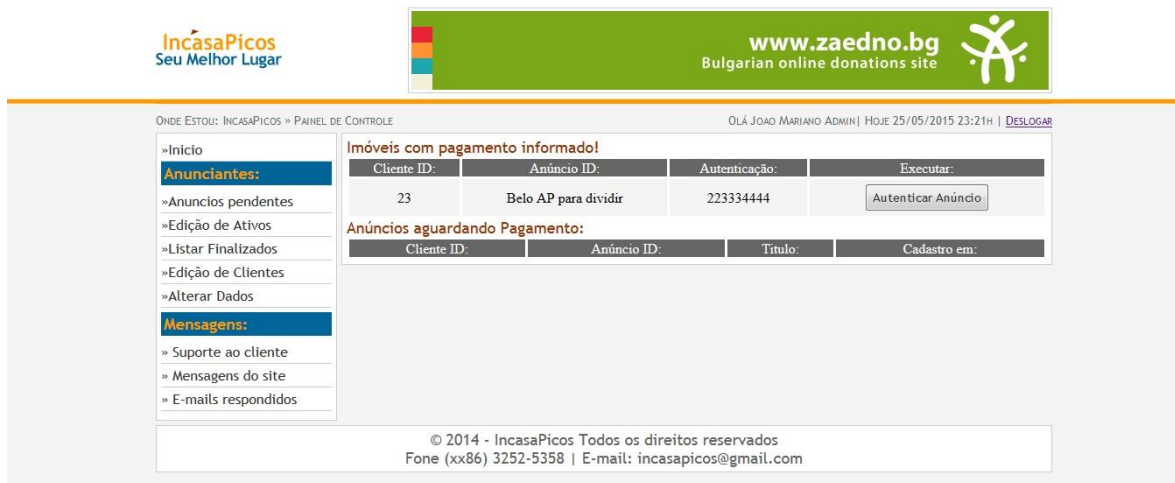 IncasaPicos
Seu Melhor Lugar
www.zaedno.bg
Bulgarian online donations site
Onde Estou: IncasaPicos » Painel de Controle
Olá Joao Mariano Admin| Hoje 25/05/2015 23:21h | Deslogar
»Inicio
Anunciantes:
»Anuncios pendentes
»Edição de Ativos
»Listar Finalizados
»Edição de Clientes
»Alterar Dados
Mensagens:
» Suporte ao cliente
» Mensagens do site
» E-mails respondidos
Imóveis com pagamento informado!
Cliente ID: Anúncio ID: Autenticação: Executar:
23 Belo AP para dividir 223334444 Autenticar Anúncio
Anúncios aguardando Pagamento:
Cliente ID: Anúncio ID: Titulo: Cadastro em:
© 2014 - IncasaPicos Todos os direitos reservados
Fone (xx86) 3252-5358 | E-mail: incasapicos@gmail.com